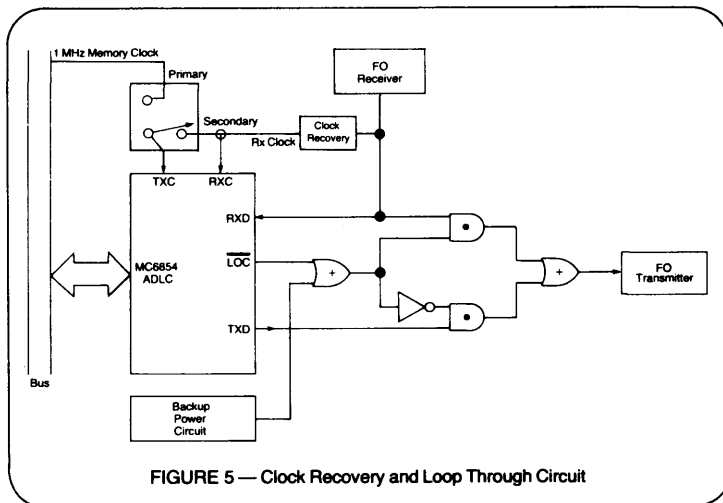 1 MHz Memory Clock
Primary
FO
Receiver
Secondary
Rx Clock
Clock
Recovery
TXC
RXC
RXD
MC6854
ADLC
LOC
+
TXD
+
FO
Transmitter
Bus
Backup
Power
Circuit
FIGURE 5 — Clock Recovery and Loop Through Circuit